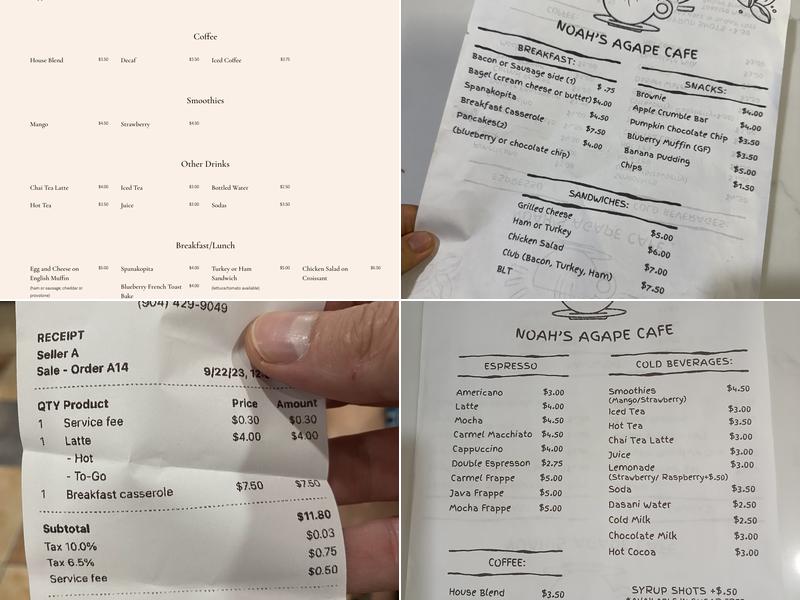 Coffee
House Blend $3.50 Decaf $3.50 Iced Coffee $3.75
Smoothies
Mango $4.50 Strawberry $4.50
Other Drinks
Chai Tea Latte $4.00 Iced Tea $3.00 Bottled Water $2.50
Hot Tea $3.50 Juice $3.00 Sodas $3.50
Breakfast/Lunch
Egg and Cheese on English Muffin $5.00
(ham or sausage; cheddar or provolone)
Spanakopita $4.00
Blueberry French Toast Bake $4.00
Turkey or Ham Sandwich $5.00
(lettuce/tomato available)
Chicken Salad on Croissant $6.50
NOAH'S AGAPE CAFE
BREAKFAST:
Bacon or Sausage side (1) $ .75
Bagel (cream cheese or butter) $4.00
Spanakopita $4.50
Breakfast Casserole $7.50
Pancakes(2) $4.00
(blueberry or chocolate chip)
SNACKS:
Brownie $4.00
Apple Crumble Bar $4.00
Pumpkin Chocolate Chip $3.50
Bluberry Muffin (GF) $3.50
Banana Pudding $5.00
Chips $1.50
SANDWICHES:
Grilled Cheese $5.00
Ham or Turkey $6.00
Chicken Salad $7.00
Club (Bacon, Turkey, Ham) $7.50
BLT
(904) 429-9049
RECEIPT
Seller A
Sale - Order A14 9/22/23,
QTY Product Price Amount
1 Service fee $0.30 $0.30
1 Latte $4.00 $4.00
- Hot
- To-Go
1 Breakfast casserole $7.50 $7.50
Subtotal $11.80
Tax 10.0% $0.03
Tax 6.5% $0.75
Service fee $0.50
NOAH'S AGAPE CAFE
ESPRESSO
Americano $3.00
Latte $4.00
Mocha $4.50
Carmel Macchiato $4.50
Cappuccino $4.00
Double Espresson $2.75
Carmel Frappe $5.00
Java Frappe $5.00
Mocha Frappe $5.00
COFFEE:
House Blend $3.50
COLD BEVERAGES:
Smoothies $4.50
(Mango/Strawberry)
Iced Tea $3.00
Hot Tea $3.50
Chai Tea Latte $3.00
Juice $3.00
Lemonade $3.00
(Strawberry/ Raspberry+$.50)
Soda $3.50
Dasani Water $2.50
Cold Milk $2.50
Chocolate Milk $3.00
Hot Cocoa $3.00
SYRUP SHOTS +$.50